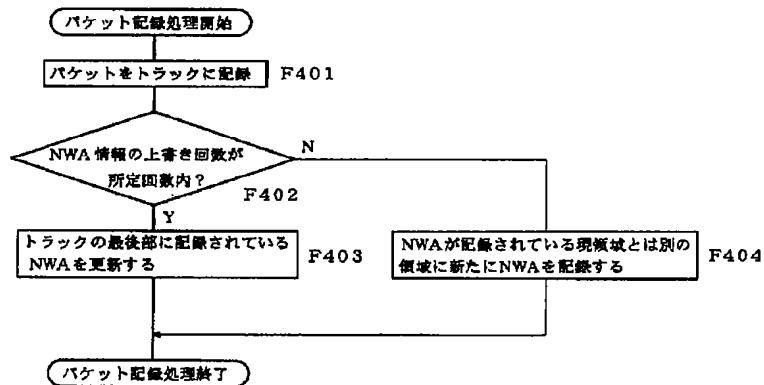 パケット記録処理開始
パケットをトラックに記録 F401
NWA情報の上書き回数が
所定回数内？
F402
N
Y
トラックの最後部に記録されている
NWAを更新する
F403
NWAが記録されている現領域とは別の
領域に新たにNWAを記録する
F404
パケット記録処理終了